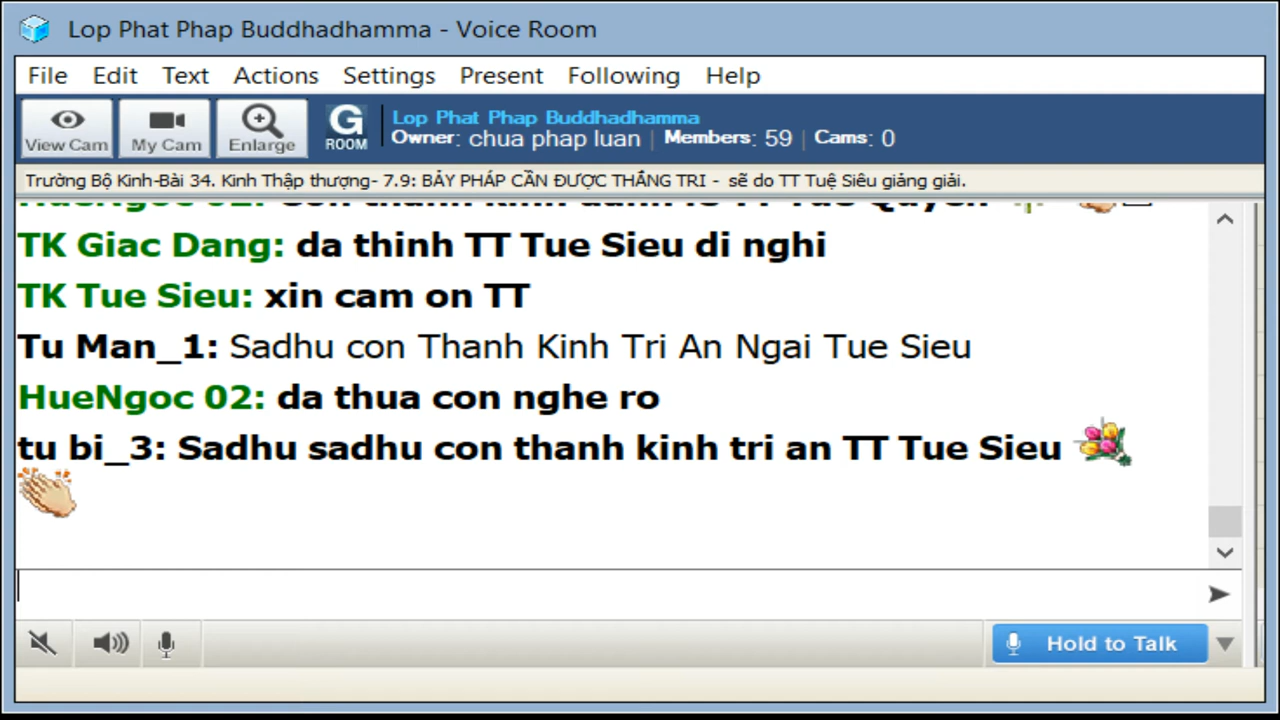 Lop Phat Phap Buddhadhamma - Voice Room
File Edit Text Actions Settings Present Following Help
View Cam My Cam Enlarge G ROOM
Lop Phat Phap Buddhadhamma
Owner: chua phap luan | Members: 59 | Cams: 0
Trường Bộ Kinh-Bài 34. Kinh Thập thượng- 7.9: BẢY PHÁP CẦN ĐƯỢC THẮNG TRI - sẽ do TT Tuệ Siêu giảng giải.
TK Giac Dang: da thinh TT Tue Sieu di nghi
TK Tue Sieu: xin cam on TT
Tu Man_1: Sadhu con Thanh Kinh Tri An Ngai Tue Sieu
HueNgoc 02: da thua con nghe ro
tu bi_3: Sadhu sadhu con thanh kinh tri an TT Tue Sieu
Hold to Talk